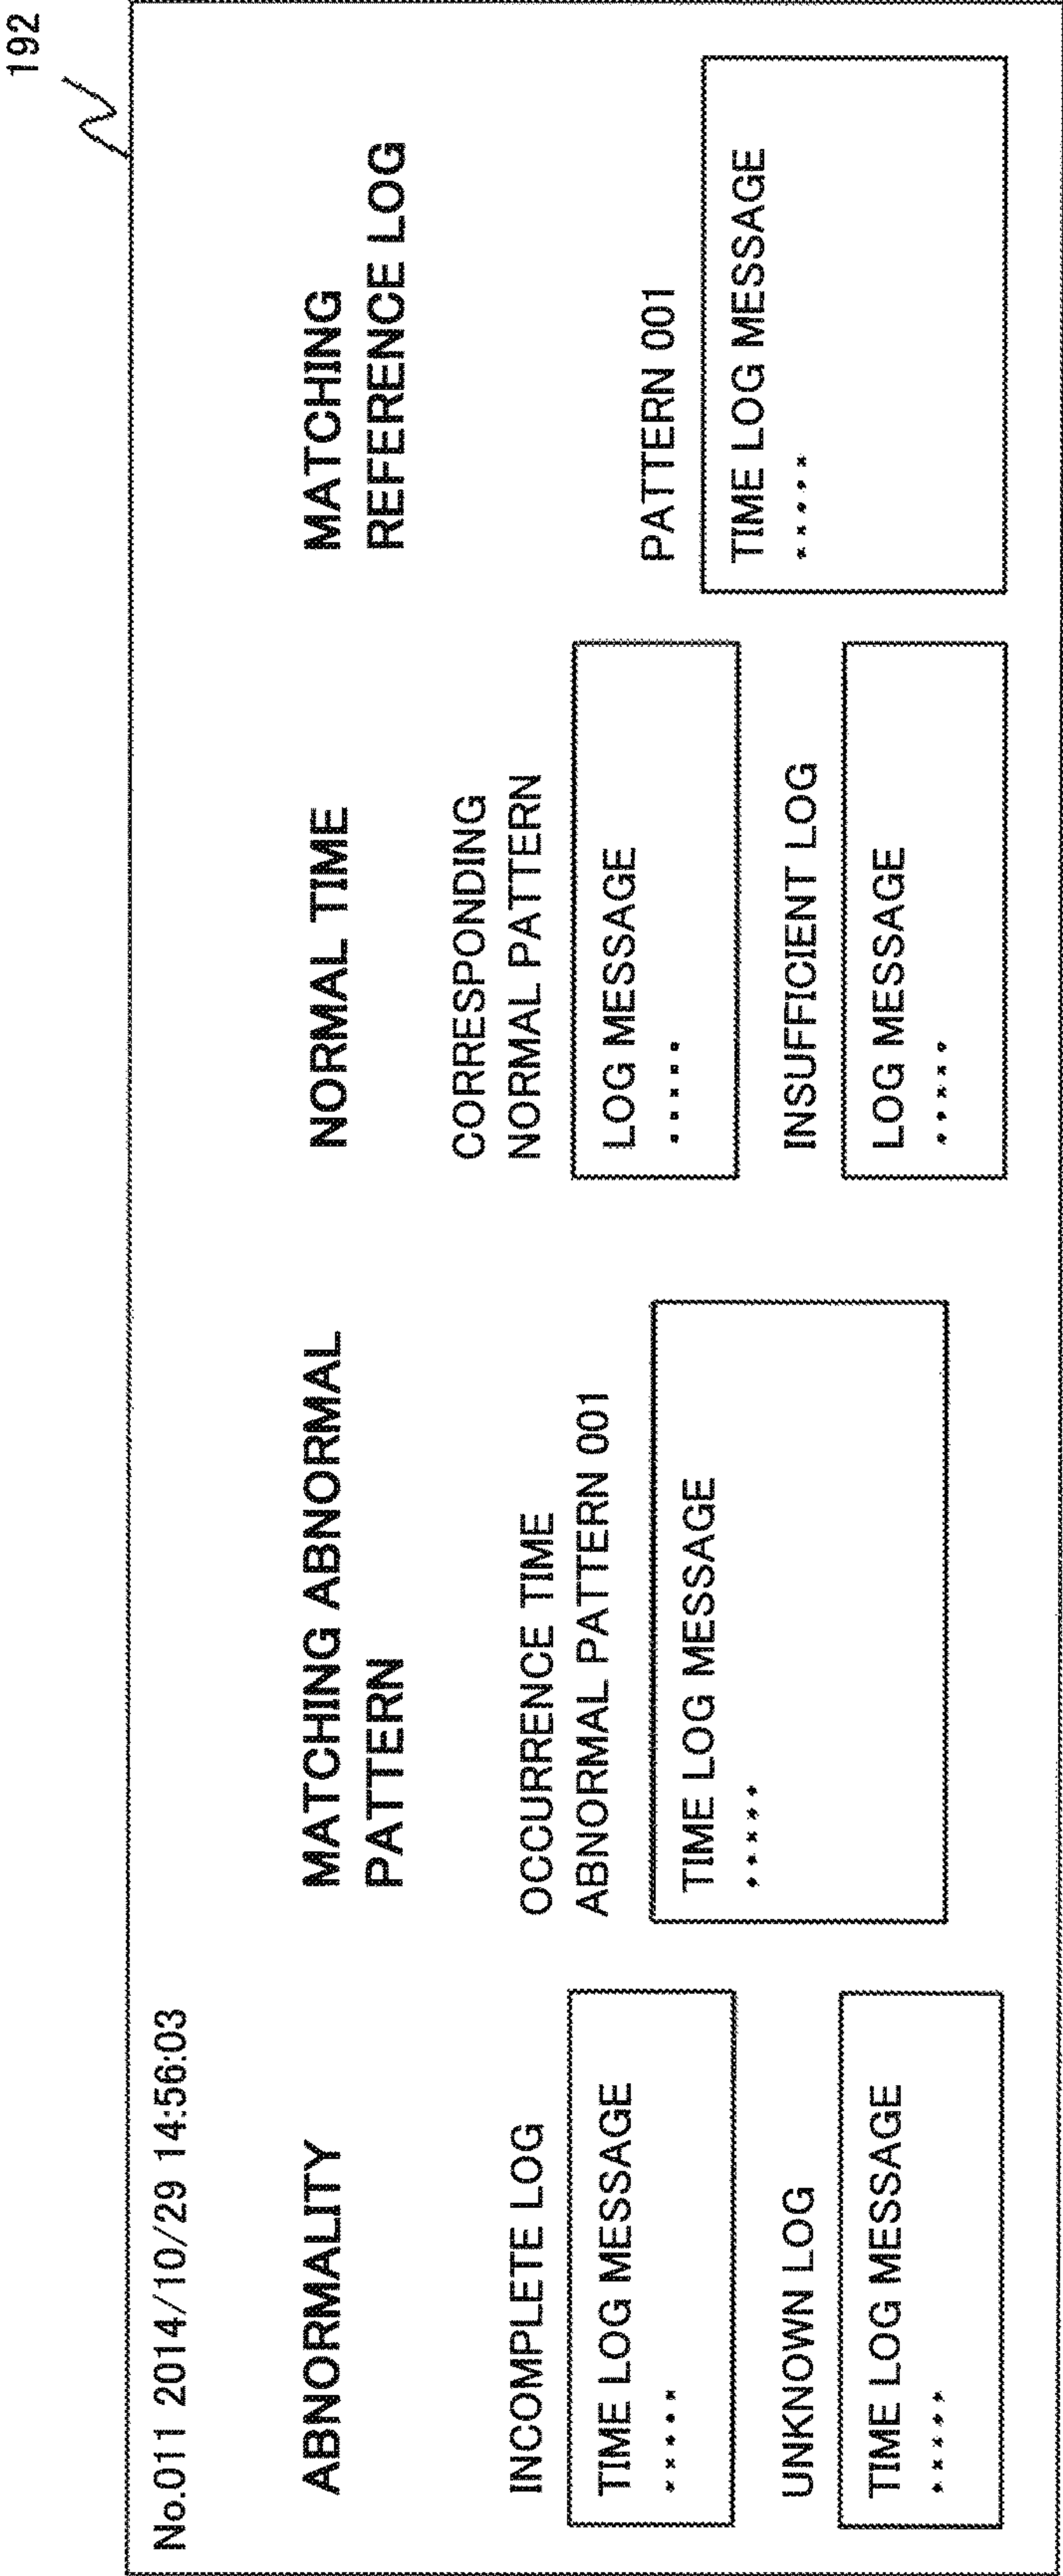 192
No.011 2014/10/29 14:56:03
ABNORMALITY
INCOMPLETE LOG
TIME LOG MESSAGE
.....
UNKNOWN LOG
TIME LOG MESSAGE
.....
MATCHING ABNORMAL
PATTERN
OCCURRENCE TIME
ABNORMAL PATTERN 001
TIME LOG MESSAGE
.....
NORMAL TIME
CORRESPONDING
NORMAL PATTERN
LOG MESSAGE
.....
INSUFFICIENT LOG
LOG MESSAGE
.....
MATCHING
REFERENCE LOG
PATTERN 001
TIME LOG MESSAGE
.....